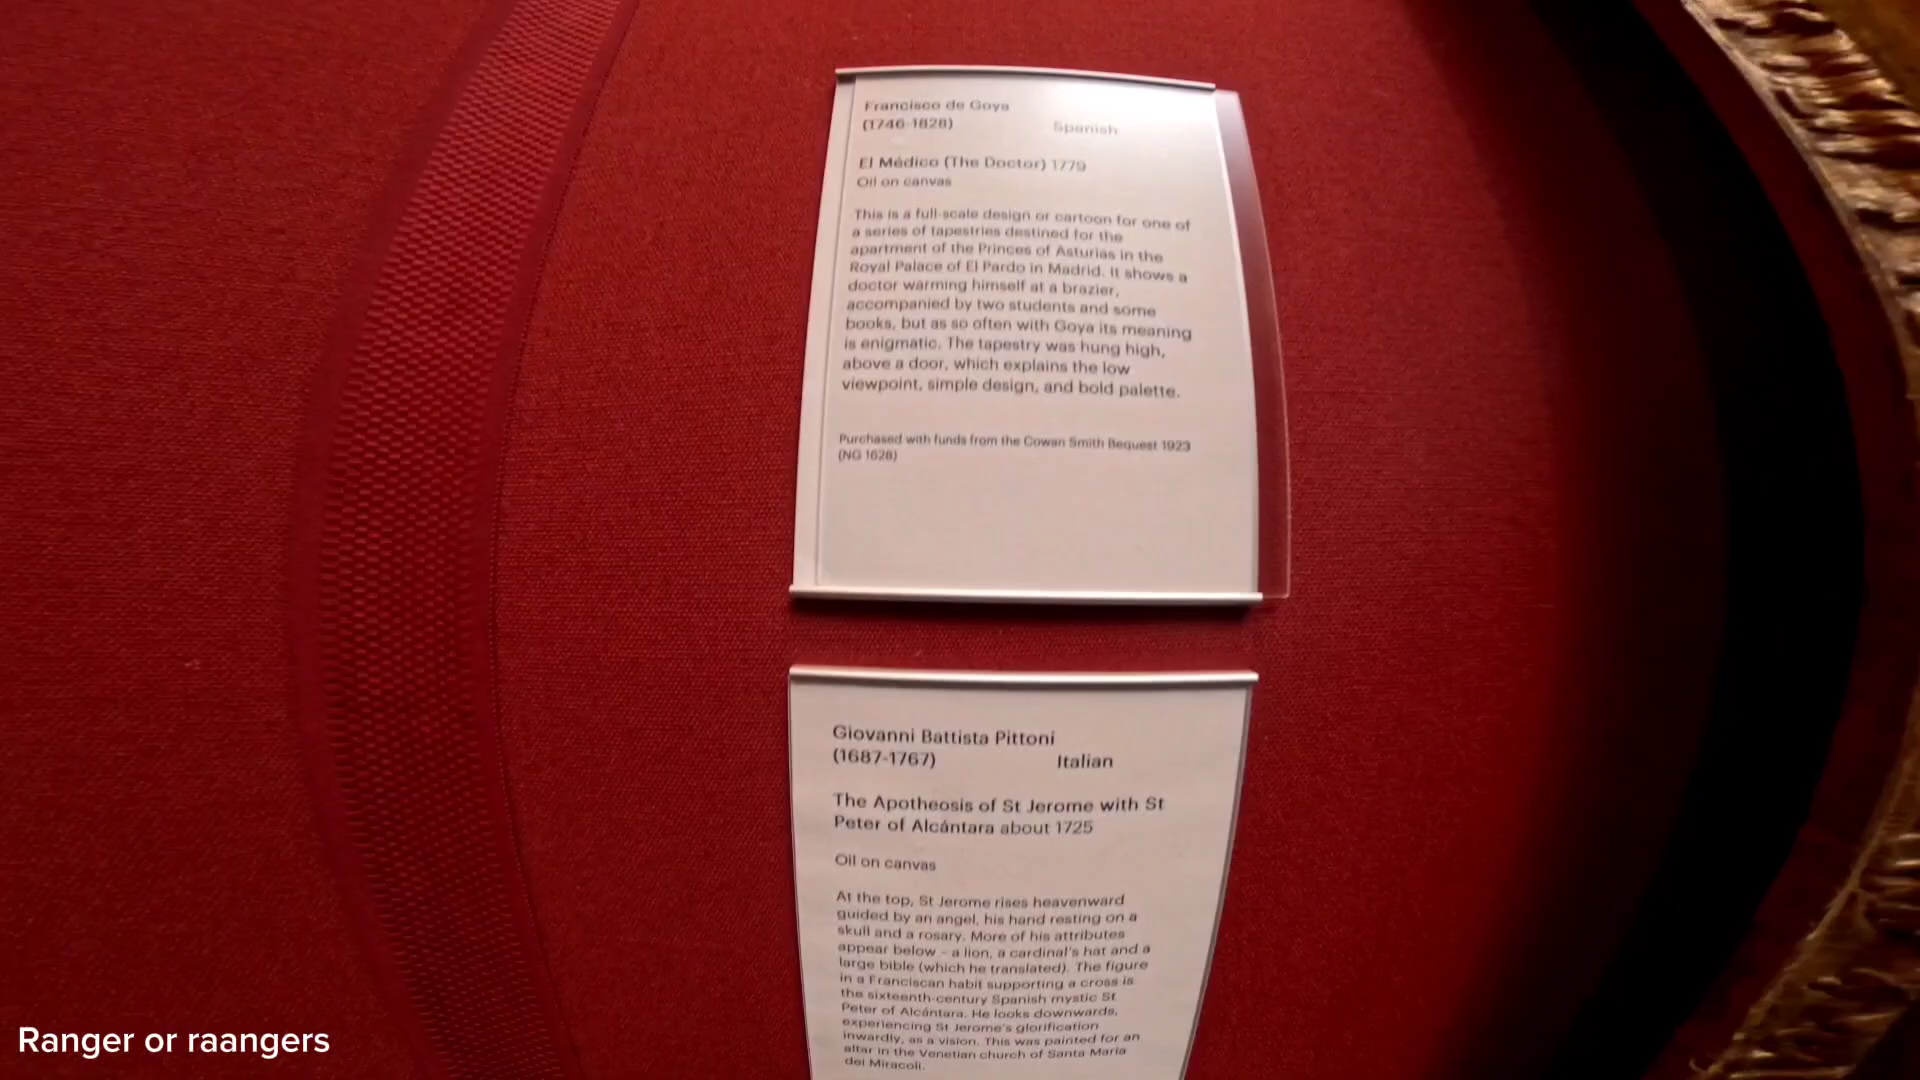 Francisco de Goya
(1746-1828) Spanish
El Médico (The Doctor) 1779
Oil on canvas
This is a full-scale design or cartoon for one of
a series of tapestries destined for the
apartment of the Princes of Asturias in the
Royal Palace of El Pardo in Madrid. It shows a
doctor warming himself at a brazier,
accompanied by two students and some
books, but as so often with Goya its meaning
is enigmatic. The tapestry was hung high,
above a door, which explains the low
viewpoint, simple design, and bold palette.
Purchased with funds from the Cowan Smith Bequest 1923
(NG 1628)
Giovanni Battista Pittoni
(1687-1767) Italian
The Apotheosis of St Jerome with St
Peter of Alcántara about 1725
Oil on canvas
At the top, St Jerome rises heavenward
guided by an angel, his hand resting on a
skull and a rosary. More of his attributes
appear below - a lion, a cardinal's hat and a
large bible (which he translated). The figure
in a Franciscan habit supporting a cross is
the sixteenth-century Spanish mystic St
Peter of Alcántara. He looks downwards,
experiencing St Jerome's glorification
inwardly, as a vision. This was painted for an
altar in the Venetian church of Santa Maria
dei Miracoli.
Ranger or raangers